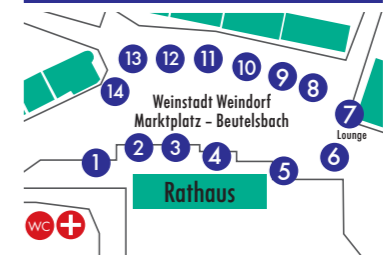 13 12 11 10 9 8
14
Weinstadt Weindorf
Marktplatz – Beutelsbach
7
Lounge
1 2 3 4 5 6
Rathaus
WC